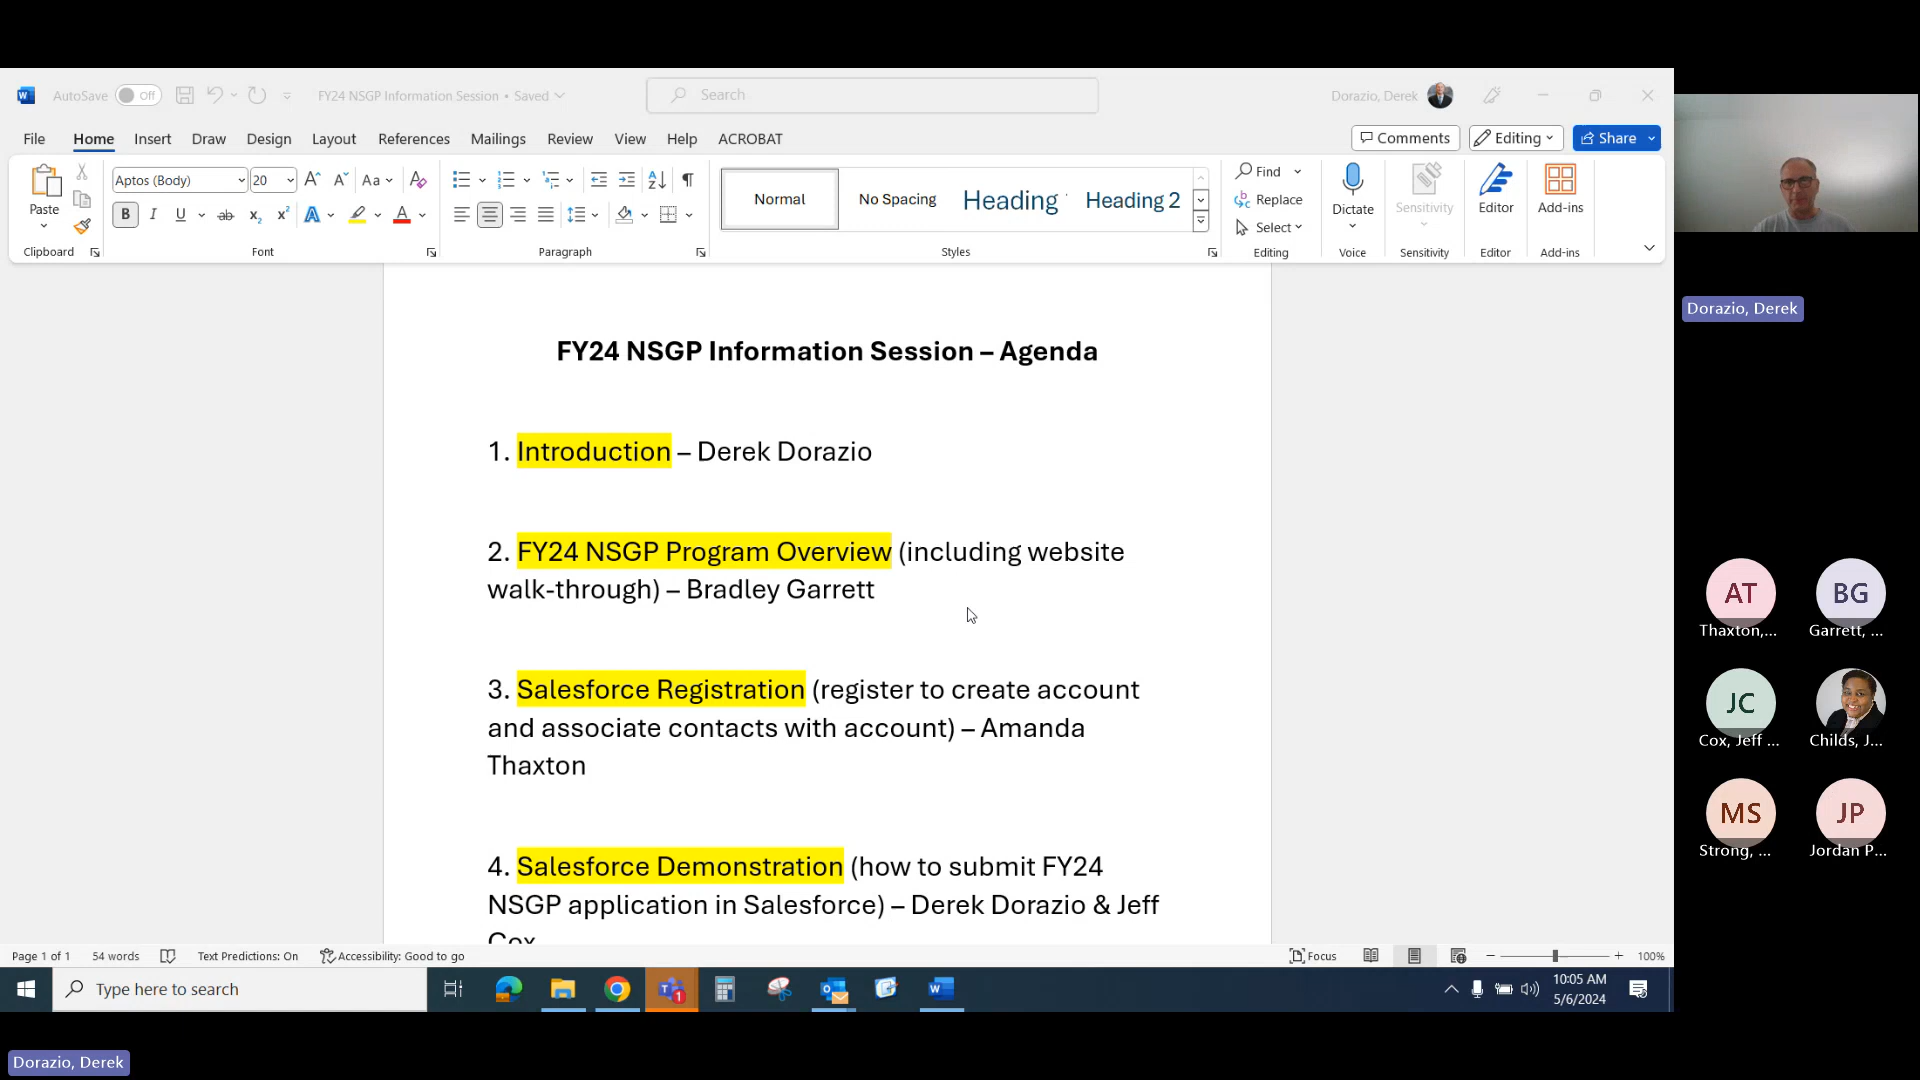 AutoSave Off FY24 NSGP Information Session • Saved Search Dorazio, Derek
File Home Insert Draw Design Layout References Mailings Review View Help ACROBAT Comments Editing Share
Paste Aptos (Body) 20 Aa Normal No Spacing Heading Heading 2 Find Replace Select Dictate Sensitivity Editor Add-ins
Clipboard Font Paragraph Styles Editing Voice Sensitivity Editor Add-ins
FY24 NSGP Information Session – Agenda
1. Introduction – Derek Dorazio
2. FY24 NSGP Program Overview (including website
walk-through) – Bradley Garrett
3. Salesforce Registration (register to create account
and associate contacts with account) – Amanda
Thaxton
4. Salesforce Demonstration (how to submit FY24
NSGP application in Salesforce) – Derek Dorazio & Jeff
Cox
Page 1 of 1 54 words Text Predictions: On Accessibility: Good to go Focus 100%
Type here to search 1 10:05 AM
5/6/2024
Dorazio, Derek
AT BG
Thaxton,... Garrett, ...
JC
Cox, Jeff ... Childs, J...
MS JP
Strong, ... Jordan P...
Dorazio, Derek